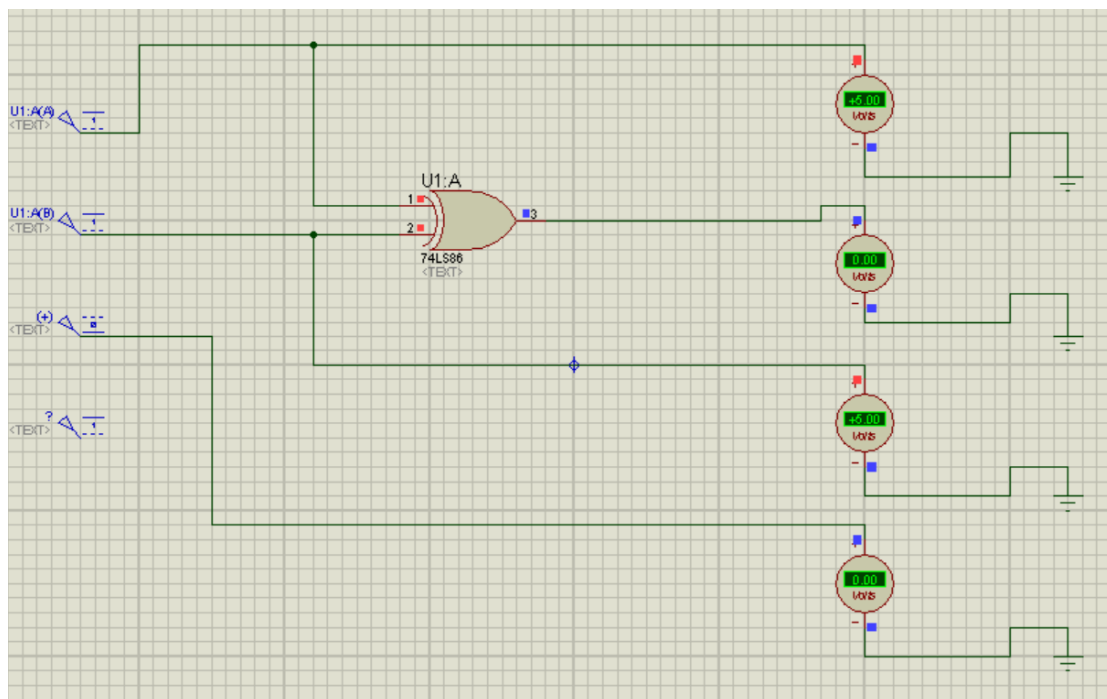 +5.00
Volts
U1:A(A)
<TEXT>
1
U1:A
1
U1:A(B)
<TEXT>
1
2
3
74LS86
<TEXT>
0.00
Volts
(+)
<TEXT>
0
?
<TEXT>
1
+5.00
Volts
0.00
Volts